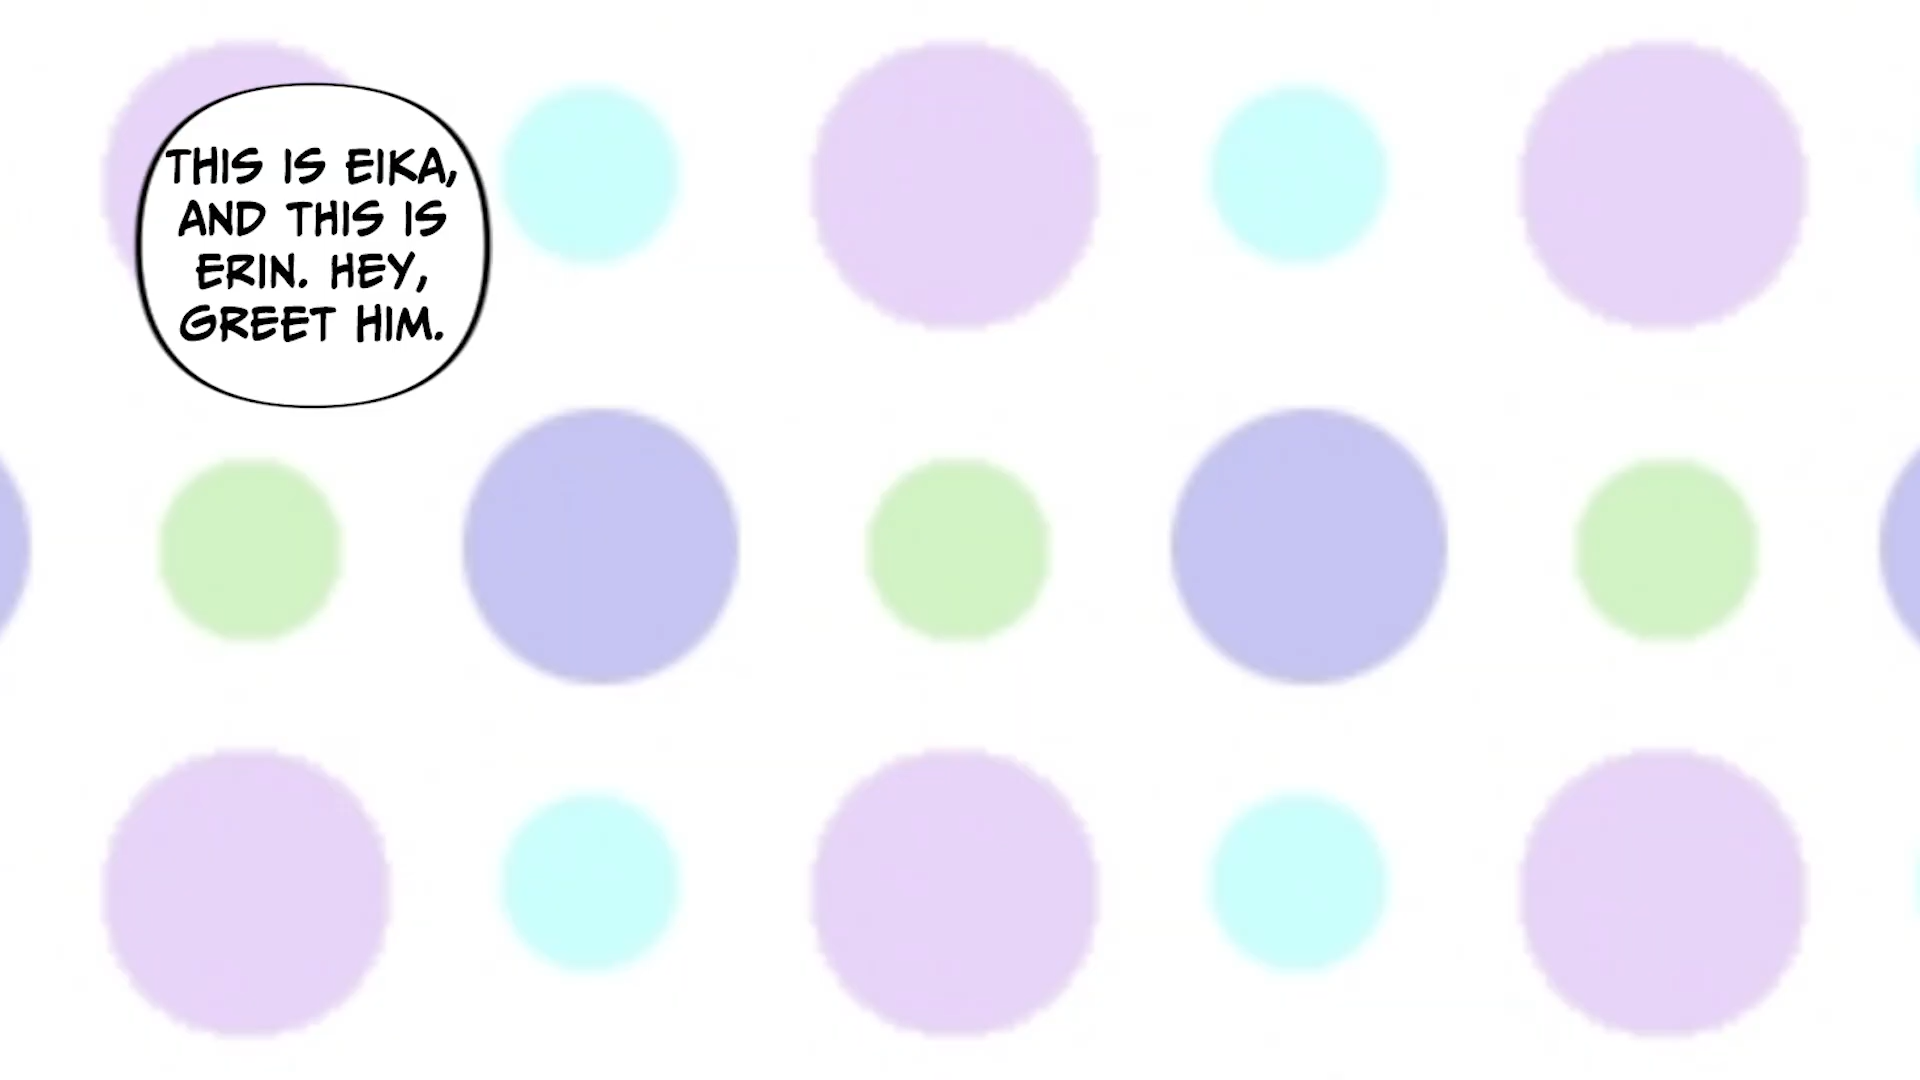 THIS IS EIKA,
AND THIS IS
ERIN. HEY,
GREET HIM.